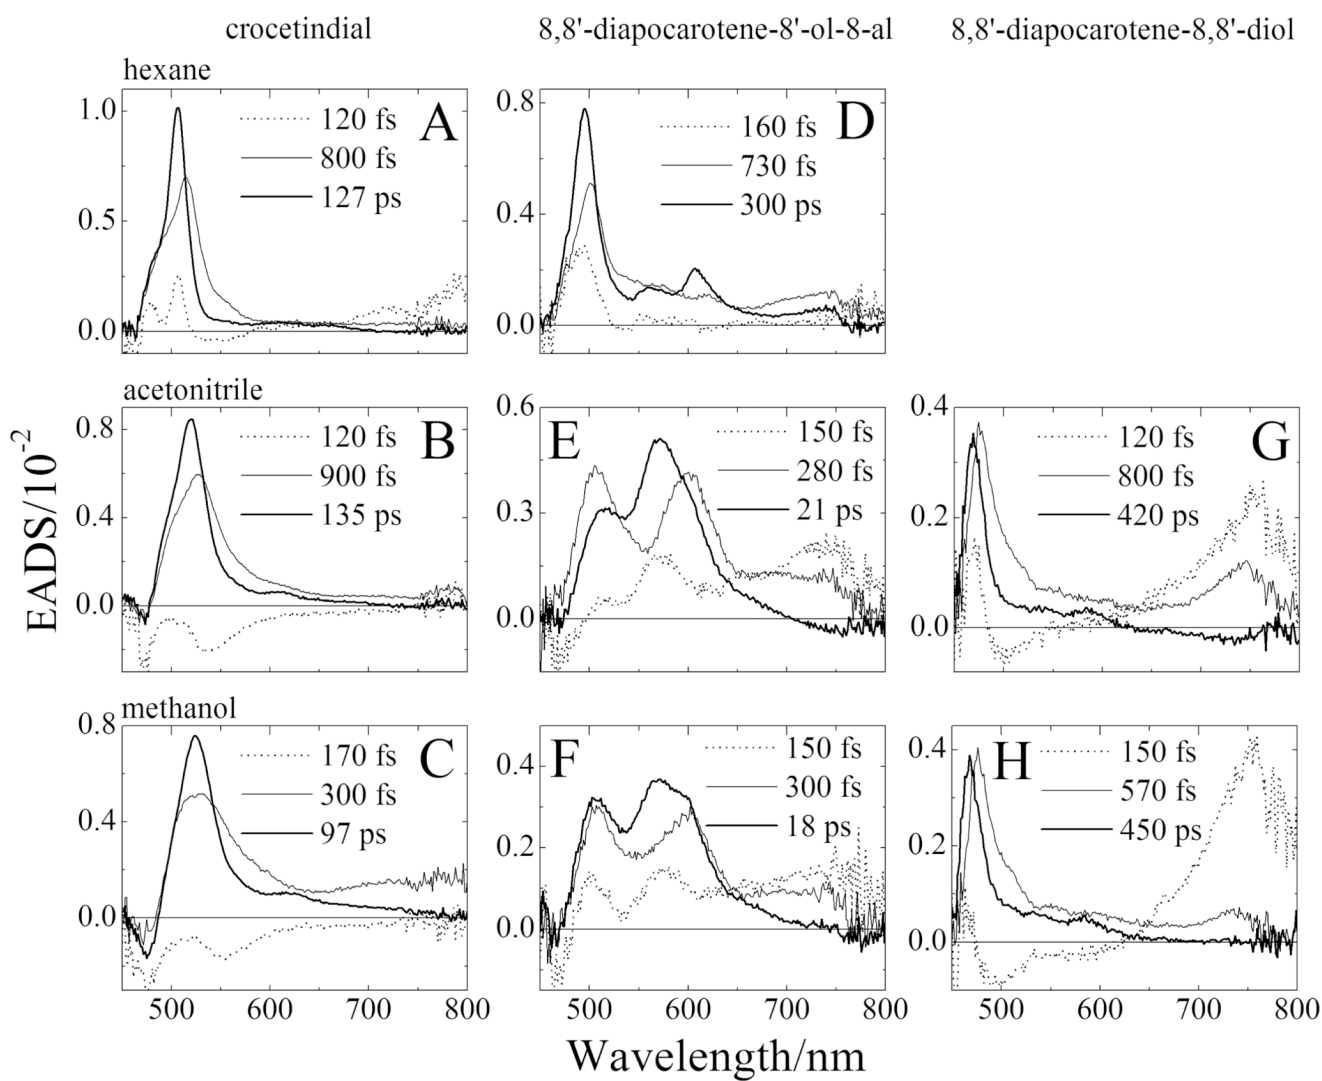 crocetindial
8,8'-diapocarotene-8'-ol-8-al
8,8'-diapocarotene-8,8'-diol
hexane
A
120 fs
800 fs
127 ps
1.0
0.5
0.0
D
160 fs
730 fs
300 ps
0.8
0.4
0.0
acetonitrile
B
120 fs
900 fs
135 ps
0.8
0.4
0.0
E
150 fs
280 fs
21 ps
0.6
0.3
0.0
G
120 fs
800 fs
420 ps
0.4
0.2
0.0
EADS/10⁻²
methanol
C
170 fs
300 fs
97 ps
0.8
0.4
0.0
500 600 700 800
F
150 fs
300 fs
18 ps
0.4
0.2
0.0
500 600 700 800
H
150 fs
570 fs
450 ps
0.4
0.2
0.0
500 600 700 800
Wavelength/nm